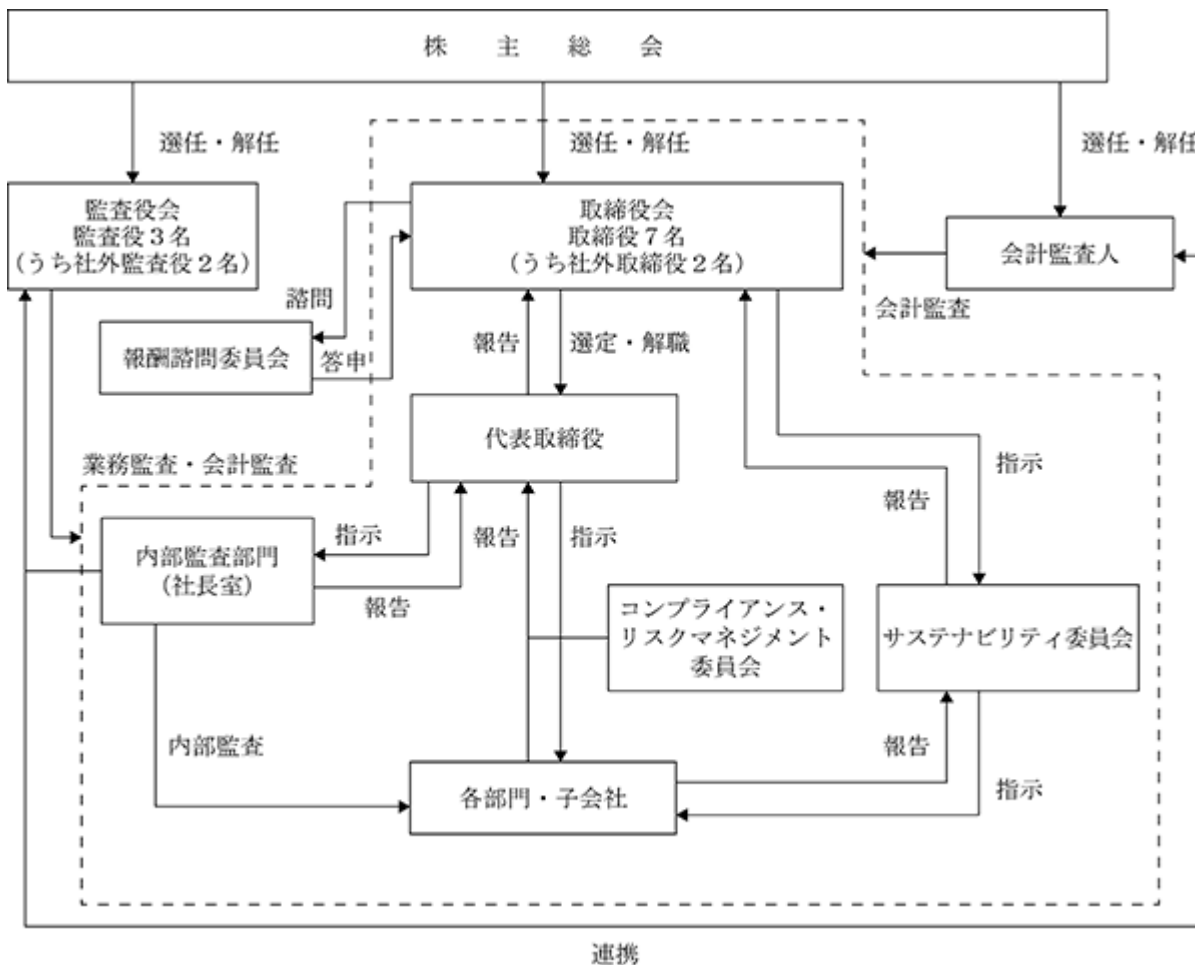 株主総会
選任・解任
選任・解任
選任・解任
監査役会
監査役3名
(うち社外監査役2名)
取締役会
取締役7名
(うち社外取締役2名)
会計監査人
諮問
会計監査
報酬諮問委員会
答申
報告
選定・解職
代表取締役
業務監査・会計監査
指示
報告
内部監査部門
(社長室)
指示
報告
報告
指示
コンプライアンス・
リスクマネジメント
委員会
サステナビリティ委員会
内部監査
報告
各部門・子会社
指示
連携